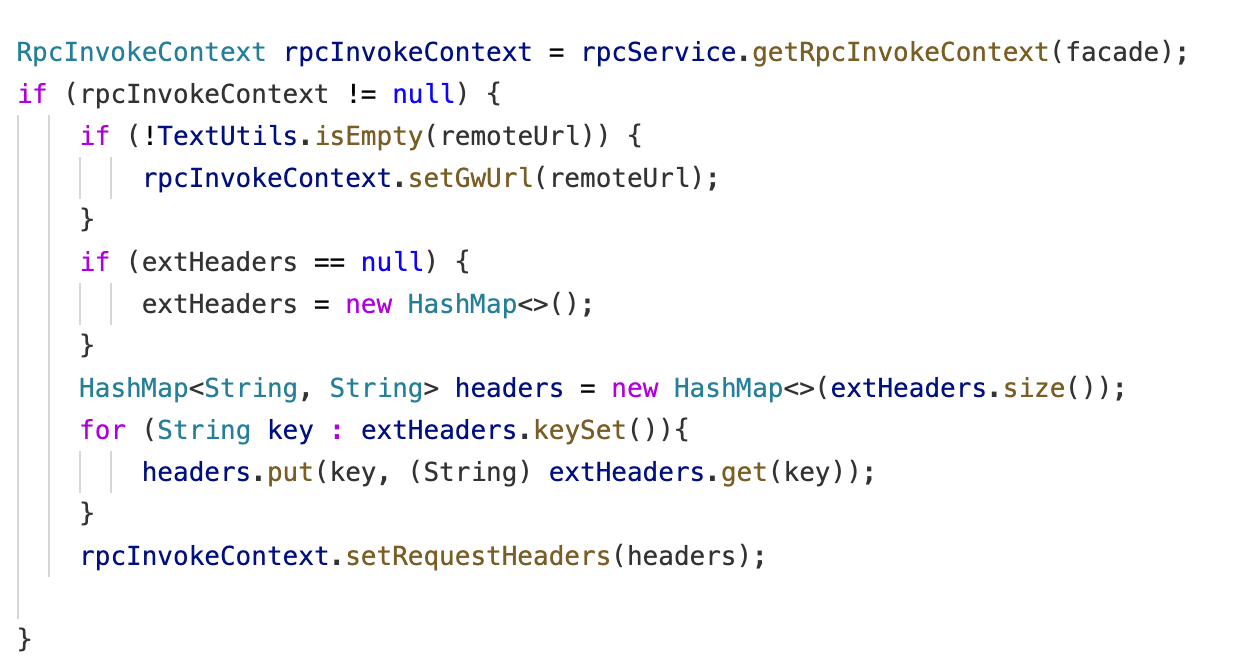 RpcInvokeContext rpcInvokeContext = rpcService.getRpcInvokeContext(facade);
if (rpcInvokeContext != null) {
    if (!TextUtils.isEmpty(remoteUrl)) {
        rpcInvokeContext.setGwUrl(remoteUrl);
    }
    if (extHeaders == null) {
        extHeaders = new HashMap<>();
    }
    HashMap<String, String> headers = new HashMap<>(extHeaders.size());
    for (String key : extHeaders.keySet()){
        headers.put(key, (String) extHeaders.get(key));
    }
    rpcInvokeContext.setRequestHeaders(headers);

}